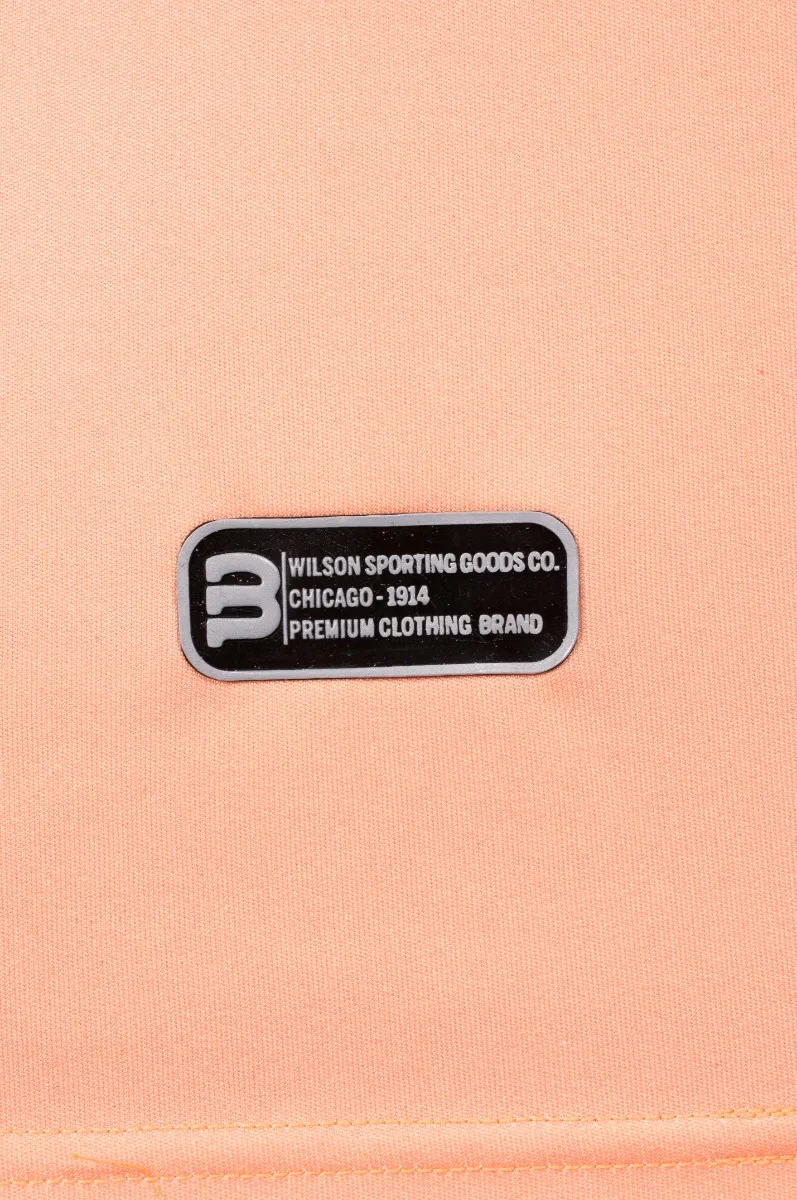 WILSON SPORTING GOODS CO.
CHICAGO - 1914
PREMIUM CLOTHING BRAND